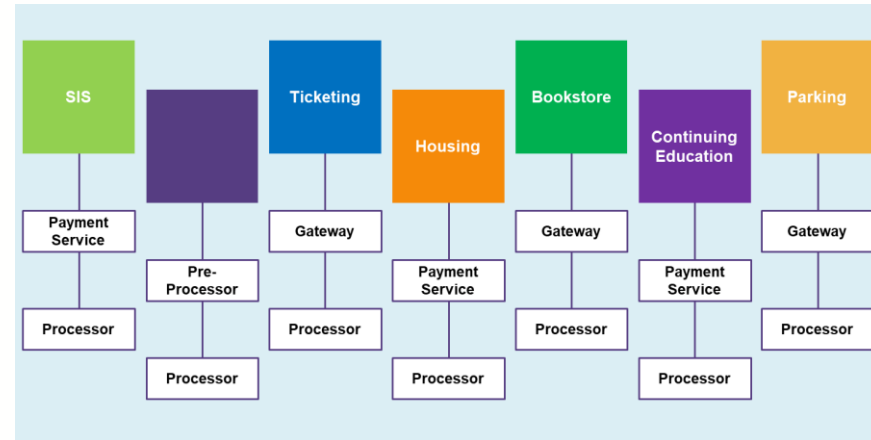 SIS
Ticketing
Housing
Bookstore
Continuing
Education
Parking
Payment
Service
Pre-
Processor
Gateway
Payment
Service
Gateway
Payment
Service
Gateway
Processor
Processor
Processor
Processor
Processor
Processor
Processor